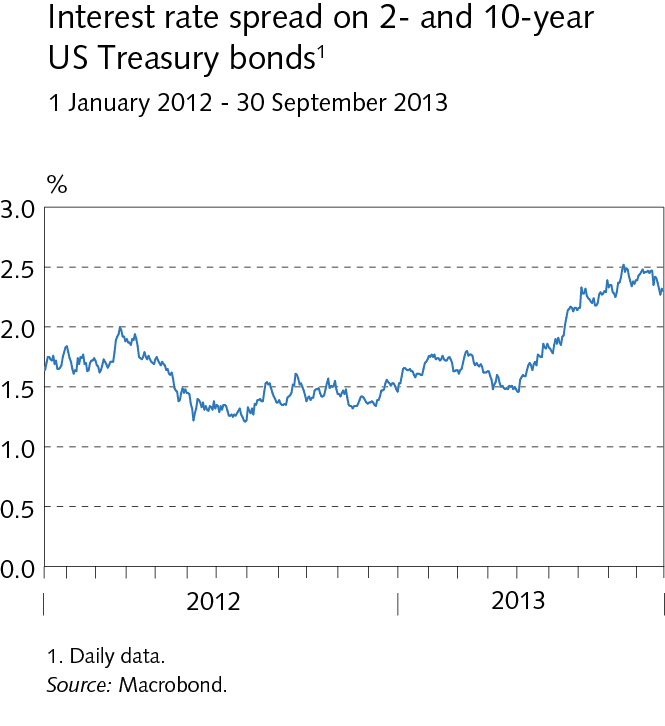 Interest rate spread on 2- and 10-year
US Treasury bonds¹
1 January 2012 - 30 September 2013
%
3.0
2.5
2.0
1.5
1.0
0.5
0.0
2012 2013
1. Daily data.
Source: Macrobond.